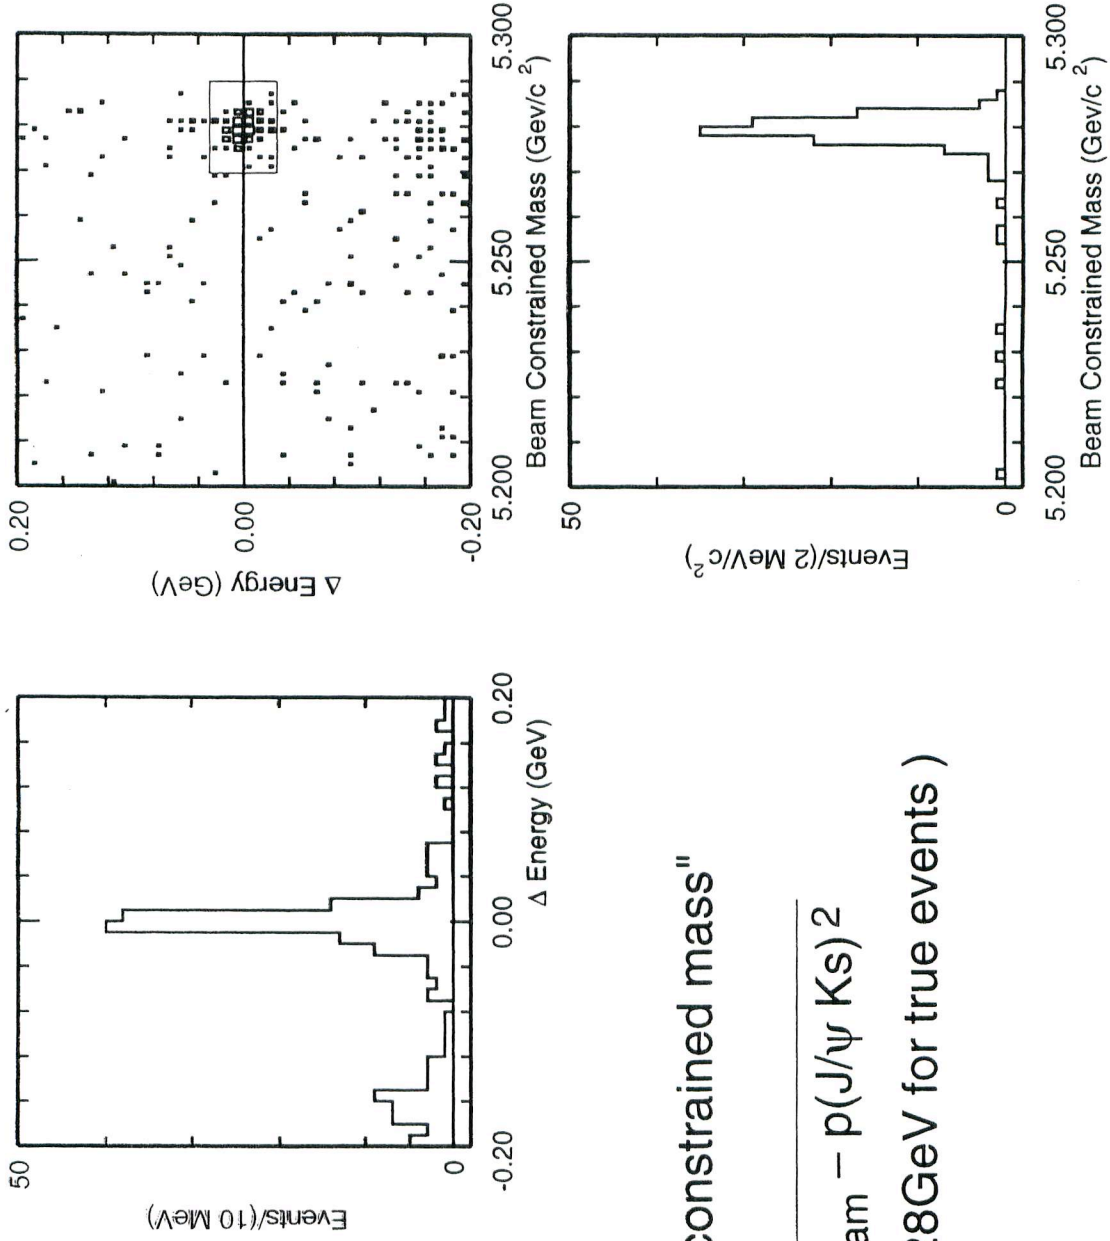 50
0
Events/(10 MeV)
-0.20 0.00 0.20
Δ Energy (GeV)
0.20
0.00
-0.20
Δ Energy (GeV)
5.200 5.250 5.300
Beam Constrained Mass (Gev/c²)
50
0
Events/(2 MeV/c²)
5.200 5.250 5.300
Beam Constrained Mass (Gev/c²)
constrained mass"
am − p(J/ψ Ks)²
8GeV for true events )